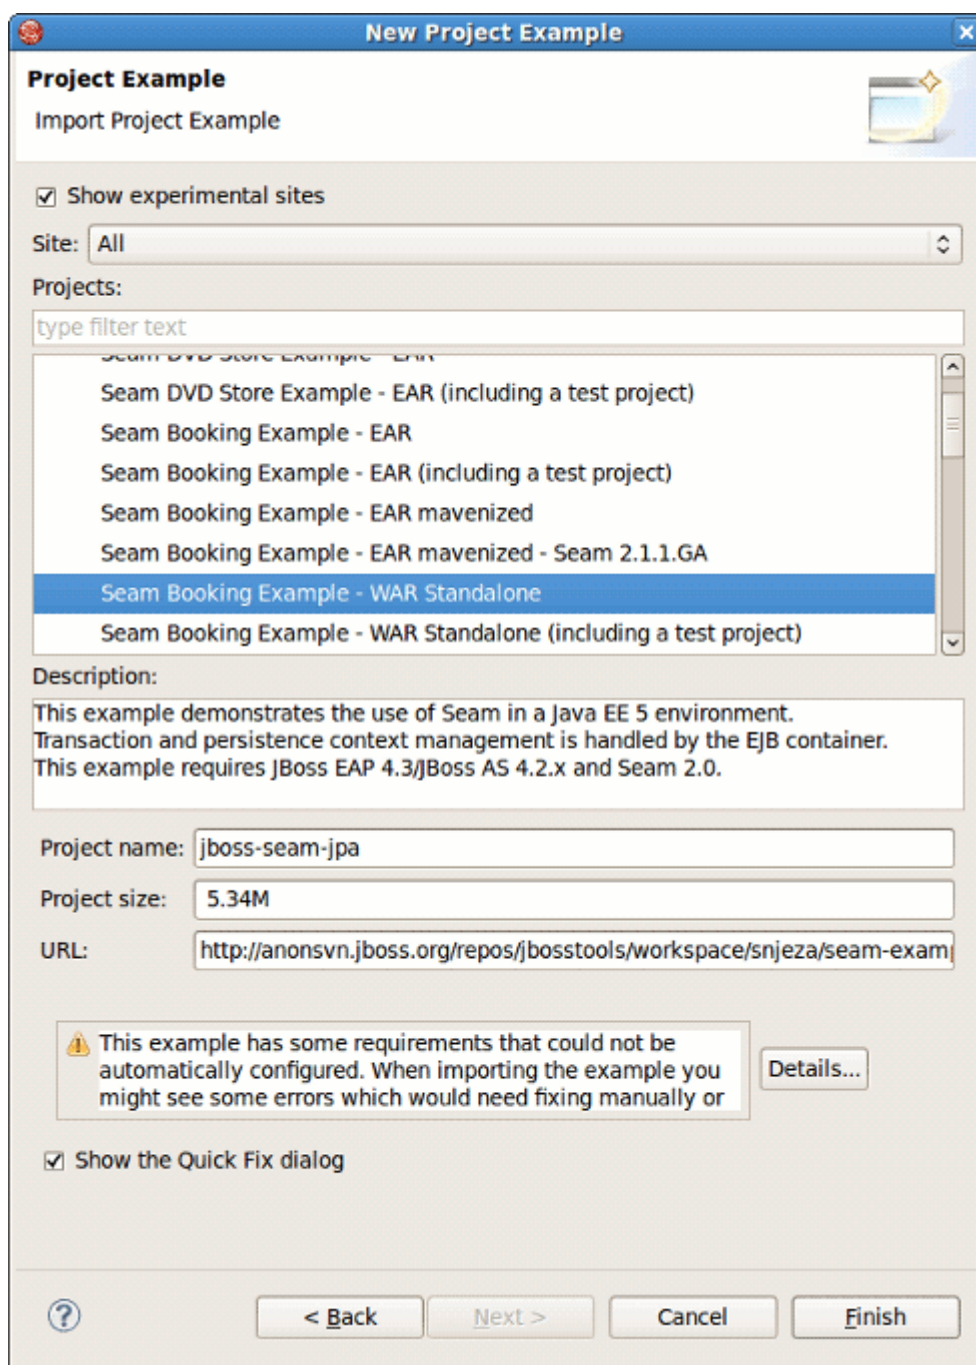 New Project Example
Project Example
Import Project Example
Show experimental sites
Site: All
Projects:
type filter text
Seam DVD Store Example - EAR
Seam DVD Store Example - EAR (including a test project)
Seam Booking Example - EAR
Seam Booking Example - EAR (including a test project)
Seam Booking Example - EAR mavenized
Seam Booking Example - EAR mavenized - Seam 2.1.1.GA
Seam Booking Example - WAR Standalone
Seam Booking Example - WAR Standalone (including a test project)
Description:
This example demonstrates the use of Seam in a Java EE 5 environment.
Transaction and persistence context management is handled by the EJB container.
This example requires JBoss EAP 4.3/JBoss AS 4.2.x and Seam 2.0.
Project name: jboss-seam-jpa
Project size: 5.34M
URL: http://anonsvn.jboss.org/repos/jbosstools/workspace/snjeza/seam-exam
This example has some requirements that could not be
automatically configured. When importing the example you
might see some errors which would need fixing manually or
Details...
Show the Quick Fix dialog
< Back
Next >
Cancel
Finish